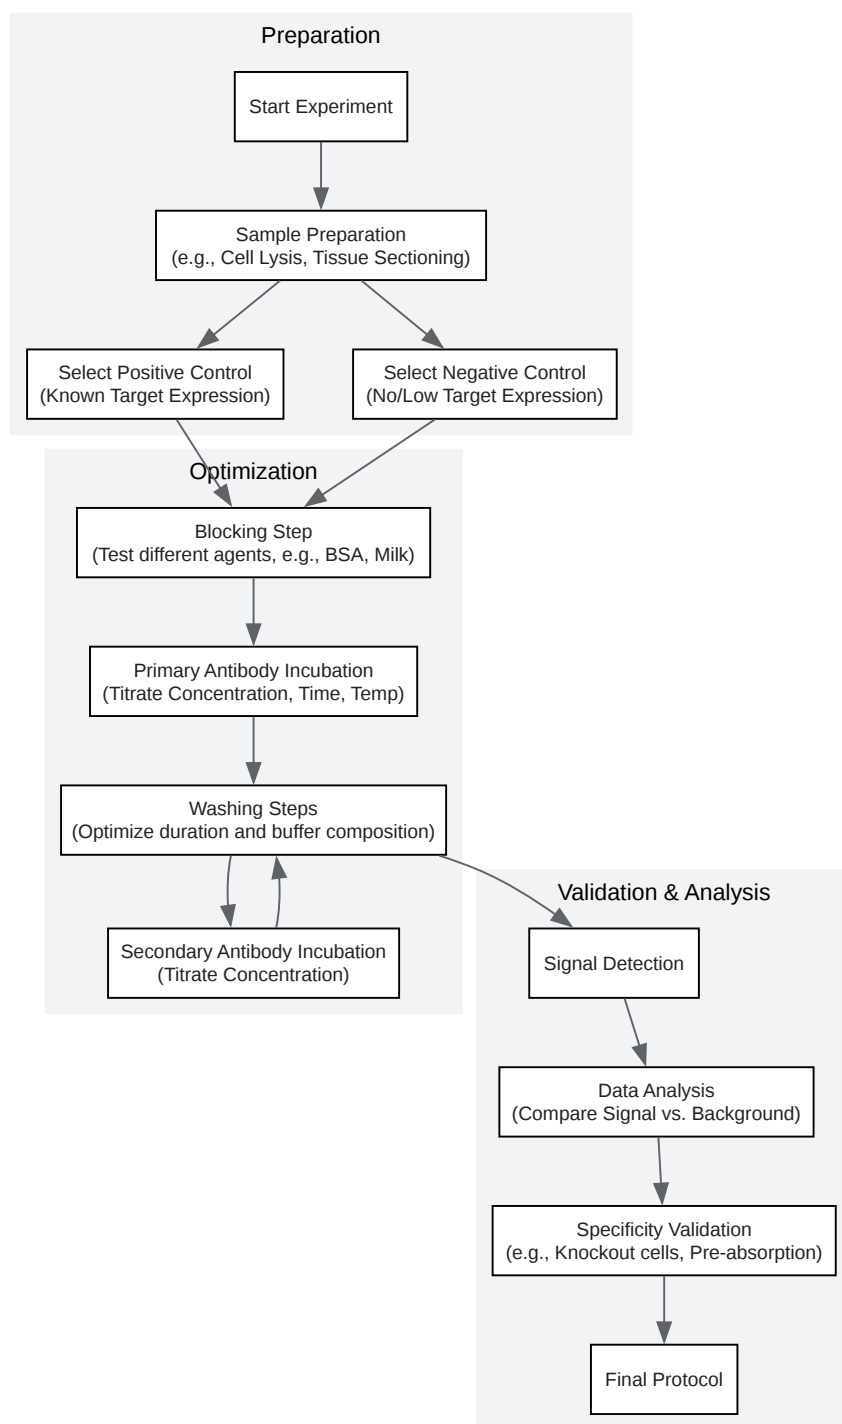 Preparation
Start Experiment
Sample Preparation
(e.g., Cell Lysis, Tissue Sectioning)
Select Positive Control
(Known Target Expression)
Select Negative Control
(No/Low Target Expression)
Optimization
Blocking Step
(Test different agents, e.g., BSA, Milk)
Primary Antibody Incubation
(Titrate Concentration, Time, Temp)
Washing Steps
(Optimize duration and buffer composition)
Secondary Antibody Incubation
(Titrate Concentration)
Validation & Analysis
Signal Detection
Data Analysis
(Compare Signal vs. Background)
Specificity Validation
(e.g., Knockout cells, Pre-absorption)
Final Protocol